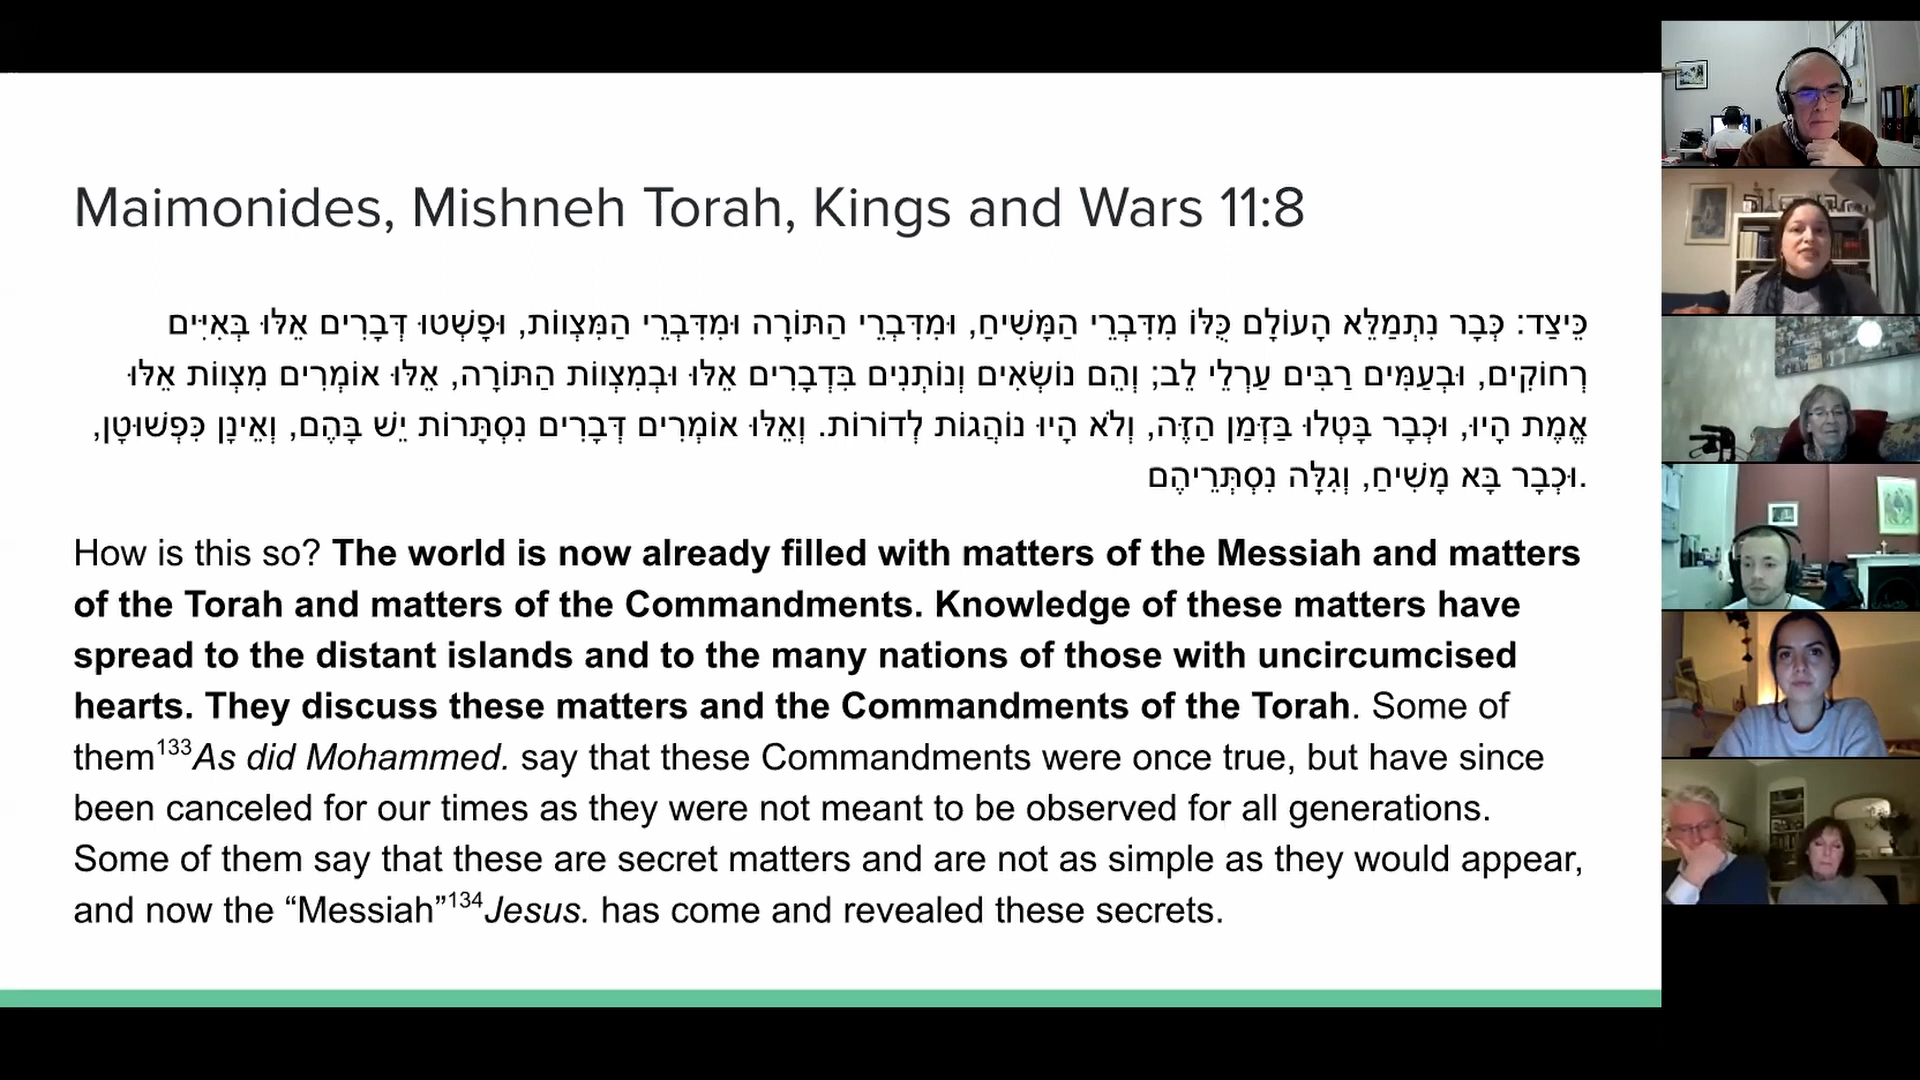 Maimonides, Mishneh Torah, Kings and Wars 11:8
כֵּיצַד: כְּבָר נִתְמַלֵּא הָעוֹלָם כֻּלּוֹ מִדִּבְרֵי הַמָּשִׁיחַ, וּמִדִּבְרֵי הַתּוֹרָה וּמִדִּבְרֵי הַמִּצְווֹת, וּפָשְׁטוּ דְּבָרִים אֵלּוּ בְּאִיִּים
רְחוֹקִים, וּבְעַמִּים רַבִּים עַרְלֵי לֵב; וְהֵם נוֹשְׂאִים וְנוֹתְנִים בִּדְבָרִים אֵלּוּ וּבְמִצְווֹת הַתּוֹרָה, אֵלּוּ אוֹמְרִים מִצְווֹת אֵלּוּ
אֱמֶת הָיוּ, וּכְבָר בָּטְלוּ בַּזְּמַן הַזֶּה, וְלֹא הָיוּ נוֹהֲגוֹת לְדוֹרוֹת. וְאֵלּוּ אוֹמְרִים דְּבָרִים נִסְתָּרוֹת יֵשׁ בָּהֶם, וְאֵינָן כִּפְשׁוּטָן,
.וּכְבָר בָּא מָשִׁיחַ, וְגִלָּה נִסְתְּרֵיהֶם
How is this so? The world is now already filled with matters of the Messiah and matters
of the Torah and matters of the Commandments. Knowledge of these matters have
spread to the distant islands and to the many nations of those with uncircumcised
hearts. They discuss these matters and the Commandments of the Torah. Some of
them133As did Mohammed. say that these Commandments were once true, but have since
been canceled for our times as they were not meant to be observed for all generations.
Some of them say that these are secret matters and are not as simple as they would appear,
and now the “Messiah”134Jesus. has come and revealed these secrets.